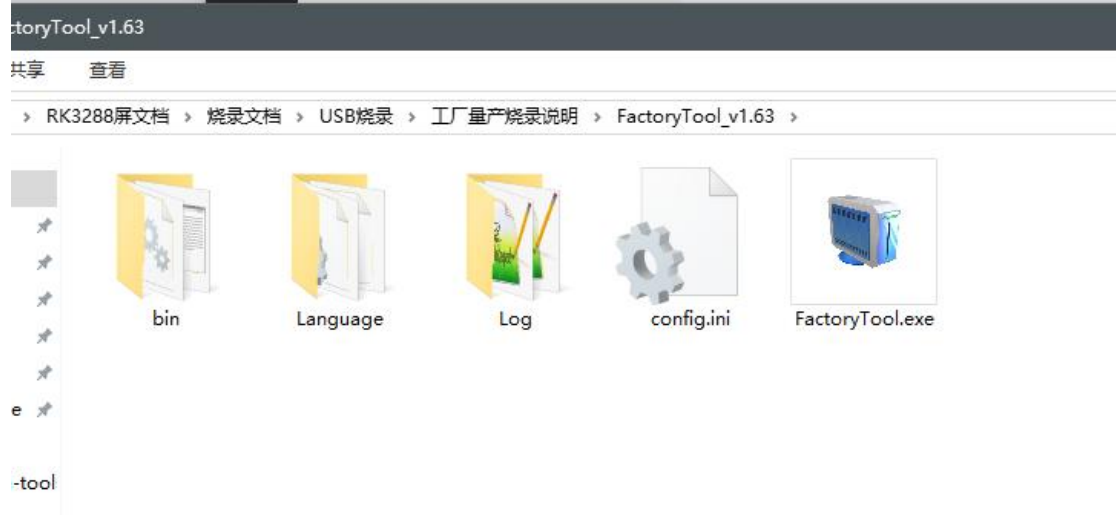 ctoryTool_v1.63
共享 查看
› RK3288屏文档 › 烧录文档 › USB烧录 › 工厂量产烧录说明 › FactoryTool_v1.63 ›
bin Language Log config.ini FactoryTool.exe
e
-tool